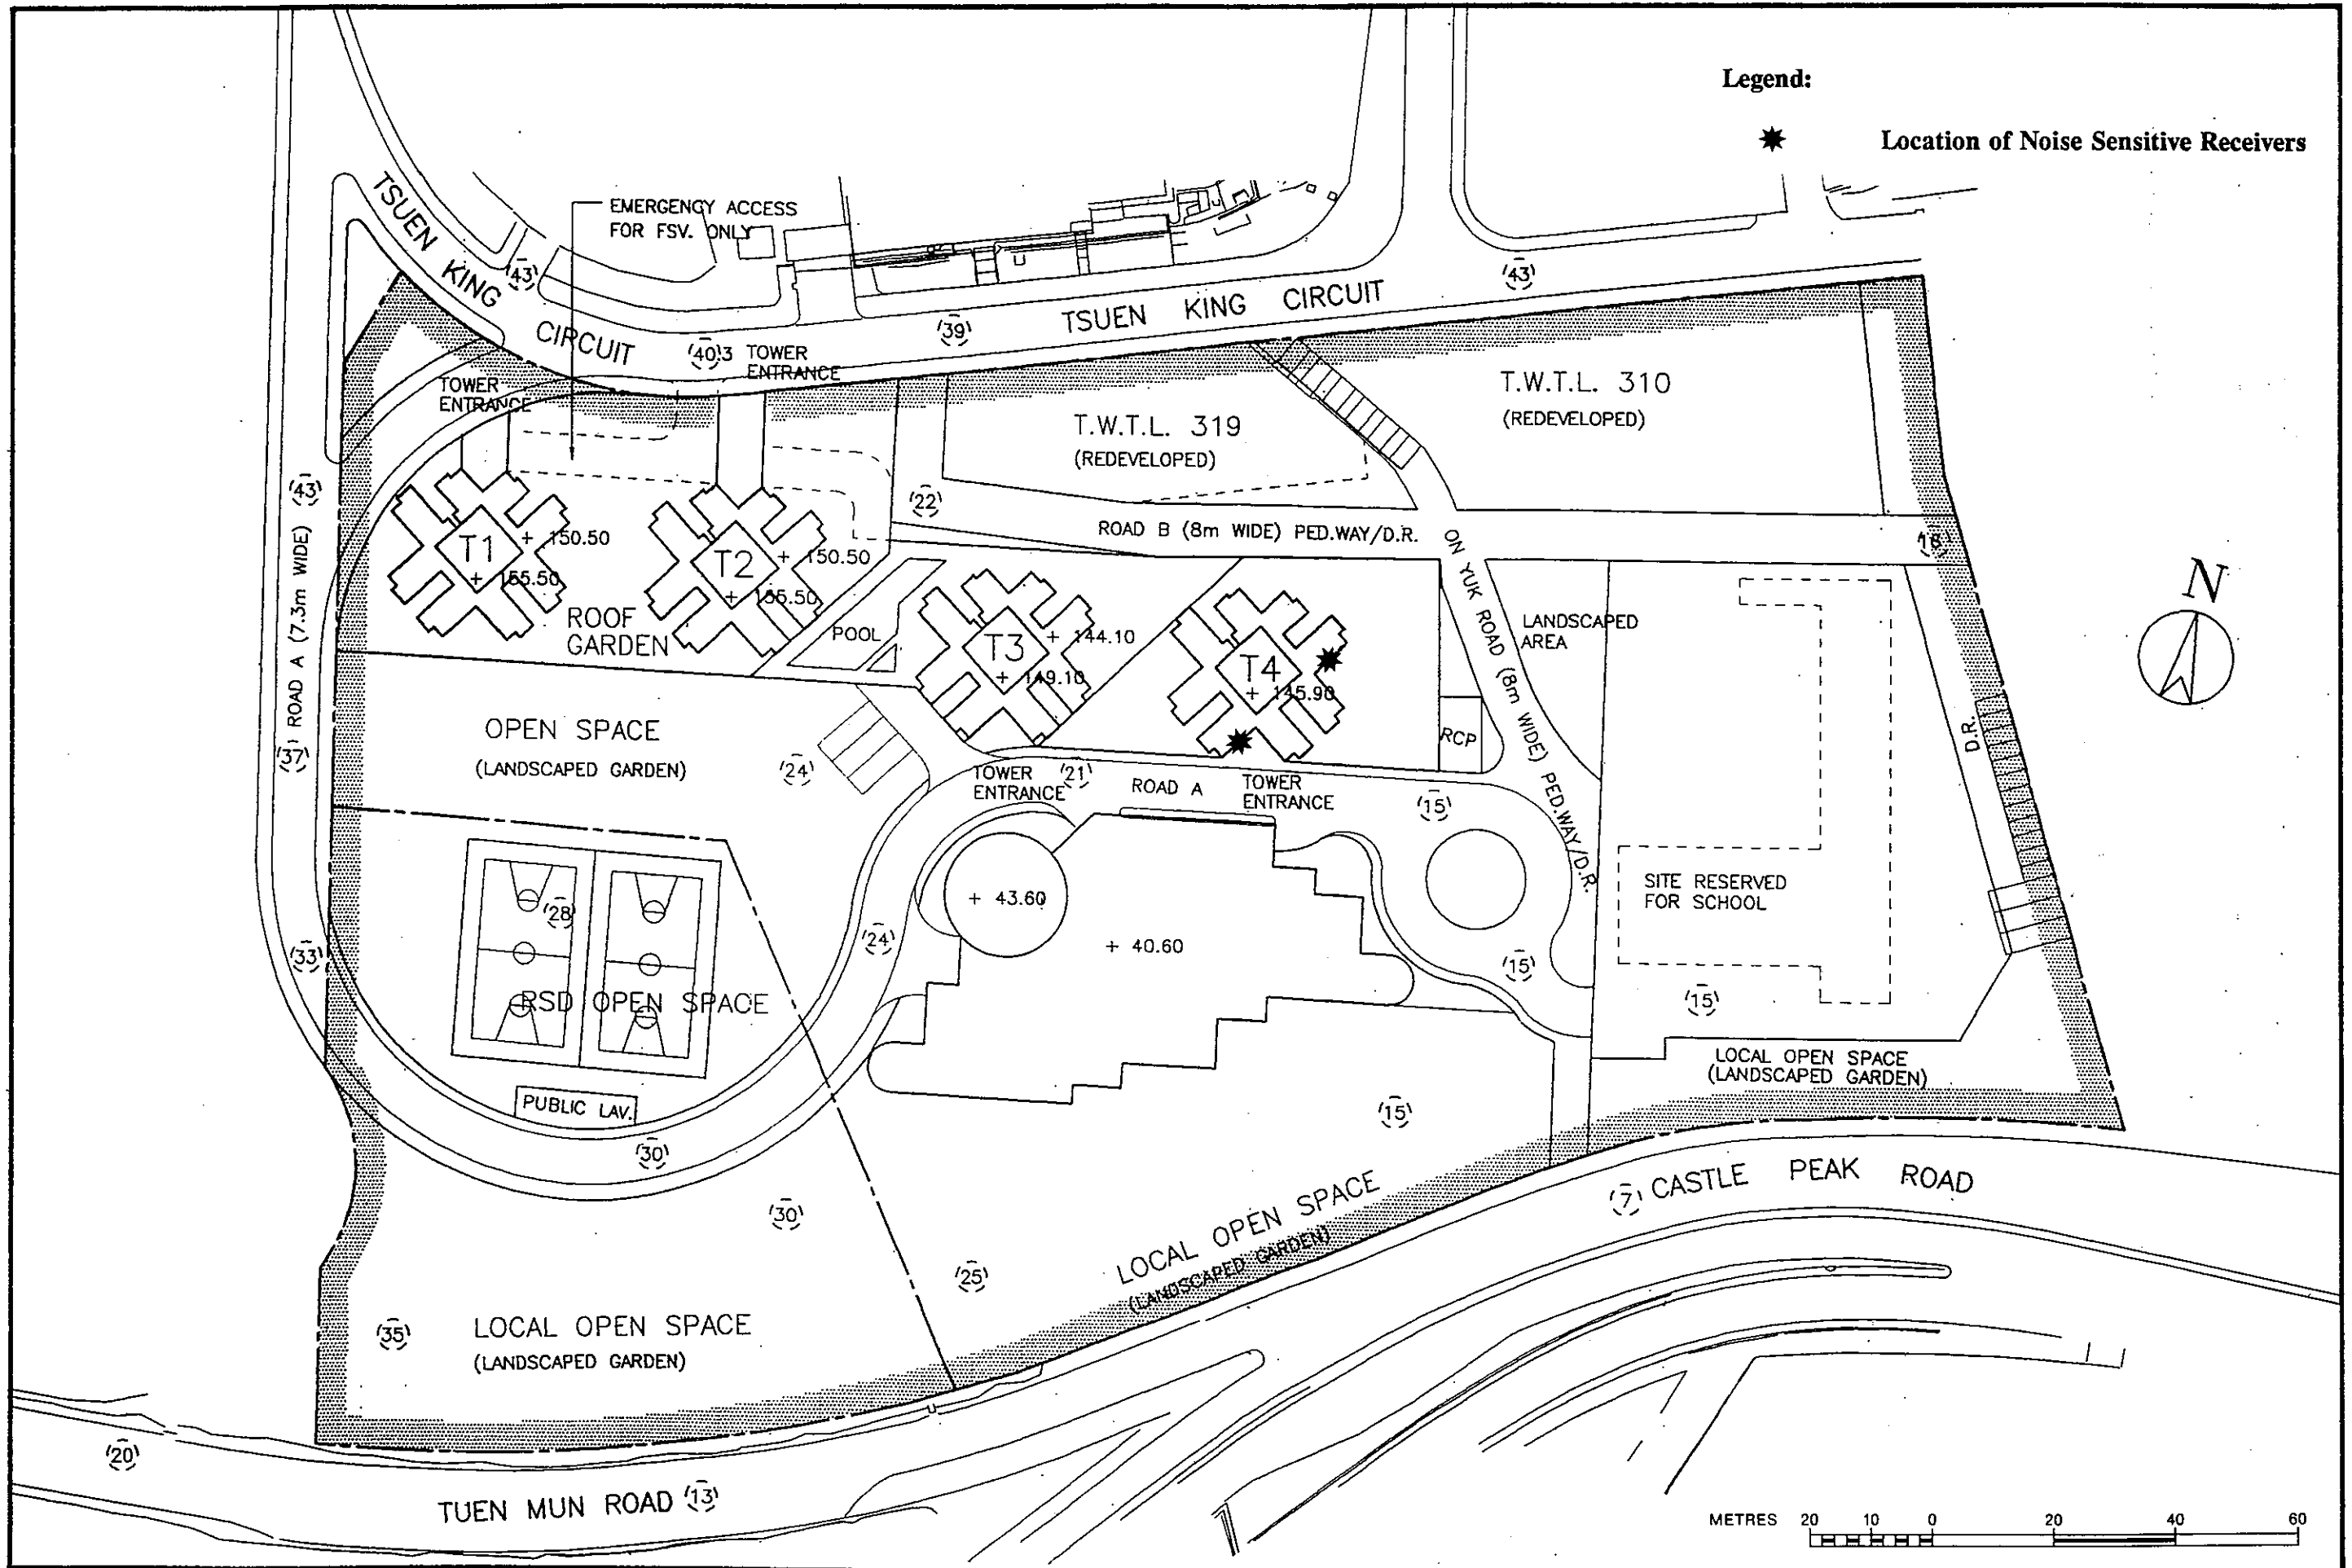 Legend:
Location of Noise Sensitive Receivers
TSUEN KING CIRCUIT
EMERGENCY ACCESS
FOR FSV. ONLY
43
43
TSUEN KING CIRCUIT
39
40.3
TOWER
ENTRANCE
TOWER
ENTRANCE
T.W.T.L. 310
(REDEVELOPED)
T.W.T.L. 319
(REDEVELOPED)
43
22
ROAD B (8m WIDE) PED.WAY/D.R.
18
T1
+ 150.50
+ 155.50
T2
+ 150.50
+ 155.50
ROOF
GARDEN
POOL
T3
+ 144.10
+ 149.10
T4
+ 145.90
ON YUK ROAD (8m WIDE) PED.WAY/D.R.
LANDSCAPED
AREA
N
ROAD A (7.3m WIDE)
37
OPEN SPACE
(LANDSCAPED GARDEN)
24
RCP
D.R.
TOWER
ENTRANCE
21
ROAD A
TOWER
ENTRANCE
15
SITE RESERVED
FOR SCHOOL
+ 43.60
+ 40.60
28
33
24
15
15
RSD OPEN SPACE
PUBLIC LAV.
30
LOCAL OPEN SPACE
(LANDSCAPED GARDEN)
15
30
25
LOCAL OPEN SPACE
(LANDSCAPED GARDEN)
7
CASTLE PEAK ROAD
35
LOCAL OPEN SPACE
(LANDSCAPED GARDEN)
20
TUEN MUN ROAD
13
METRES 20 10 0 20 40 60